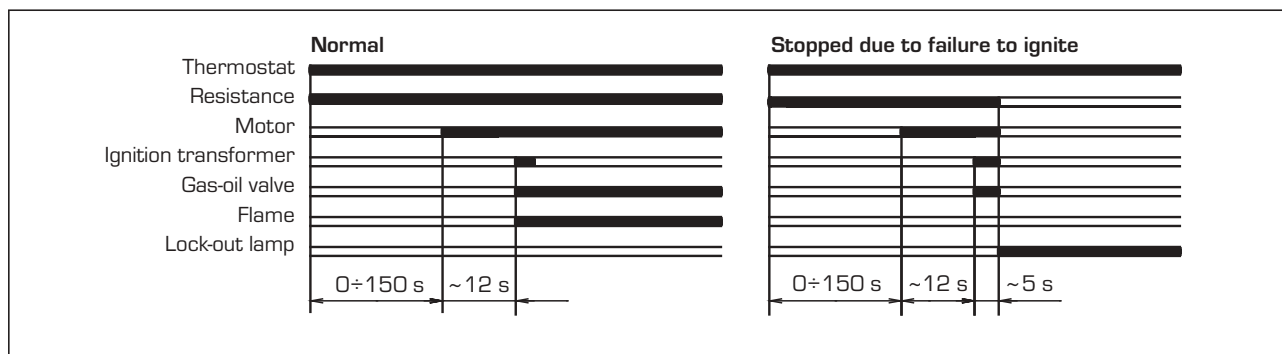 Normal
Stopped due to failure to ignite
Thermostat
Resistance
Motor
Ignition transformer
Gas-oil valve
Flame
Lock-out lamp
0÷150 s
~12 s
0÷150 s
~12 s
~5 s